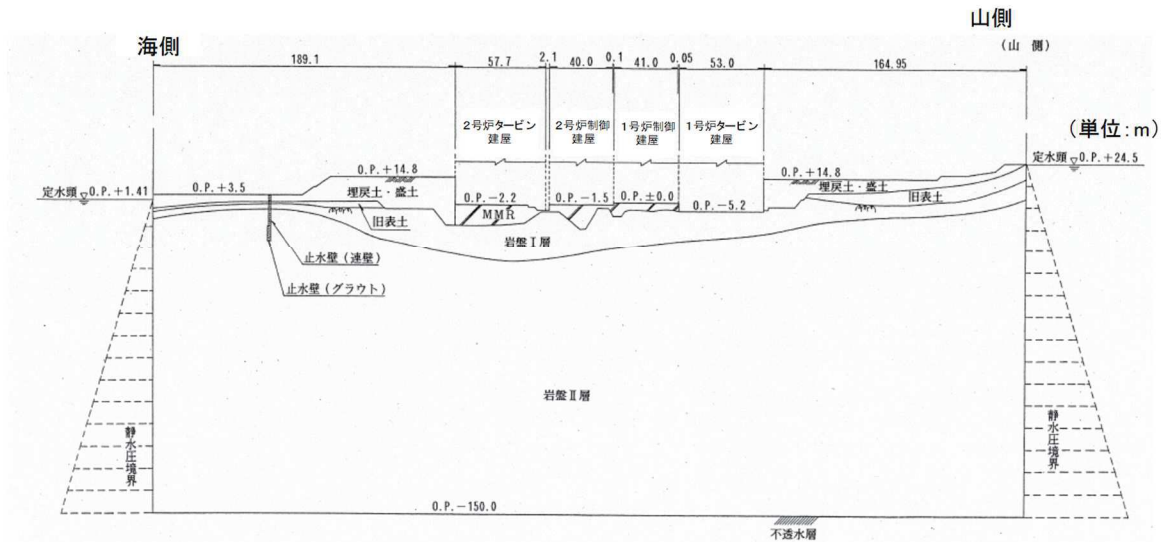 海側
山側
(山 側)
189.1
57.7
2.1
40.0
0.1
41.0
0.05
53.0
164.95
2号炉タービン
建屋
2号炉制御
建屋
1号炉制御
建屋
1号炉タービン
建屋
(単位:m)
定水頭 O.P.+1.41
O.P.+3.5
O.P.+14.8
埋戻土・盛土
旧表土
O.P.-2.2
MMR
O.P.-1.5
O.P.±0.0
O.P.-5.2
O.P.+14.8
埋戻土・盛土
旧表土
定水頭 O.P.+24.5
岩盤Ⅰ層
止水壁(連壁)
止水壁(グラウト)
岩盤Ⅱ層
静水圧境界
静水圧境界
O.P.-150.0
不透水層